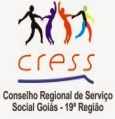 cress
Conselho Regional de Serviço
Social Goiás - 19ª Região